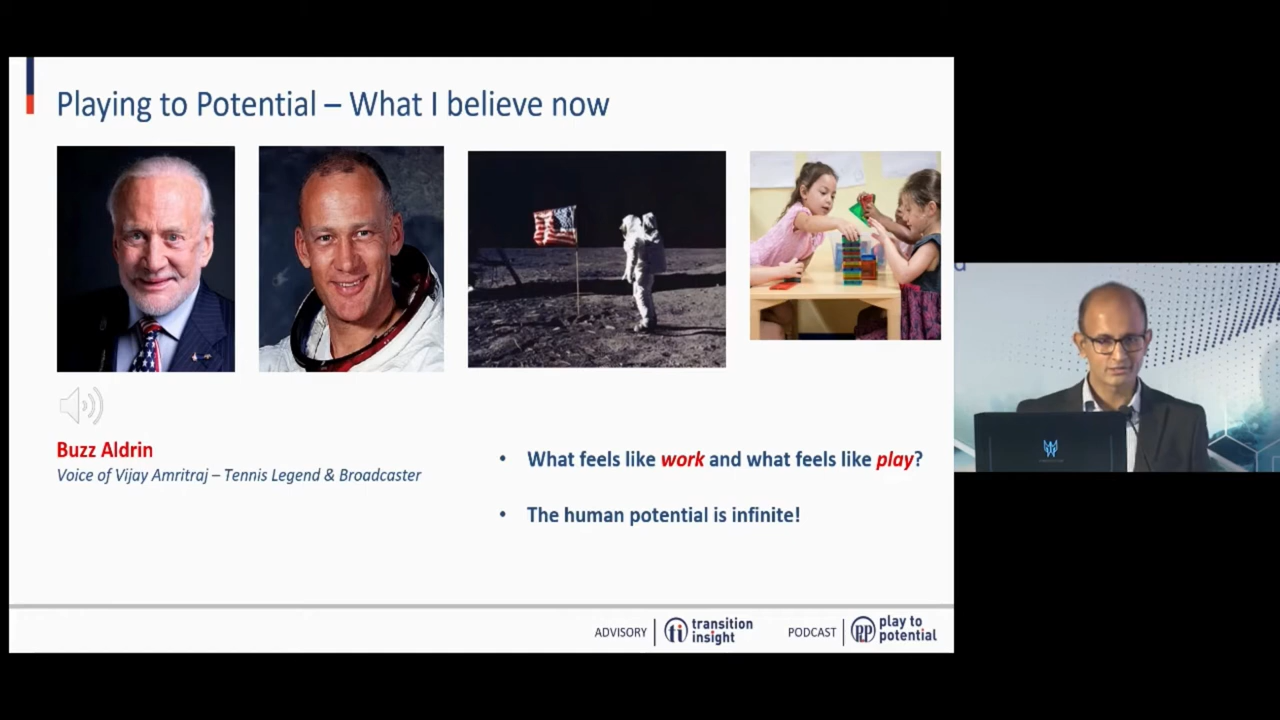 Playing to Potential – What I believe now
Buzz Aldrin
Voice of Vijay Amritraj – Tennis Legend & Broadcaster
• What feels like work and what feels like play?
• The human potential is infinite!
ADVISORY
ti
transition
insight
PODCAST
play to
potential